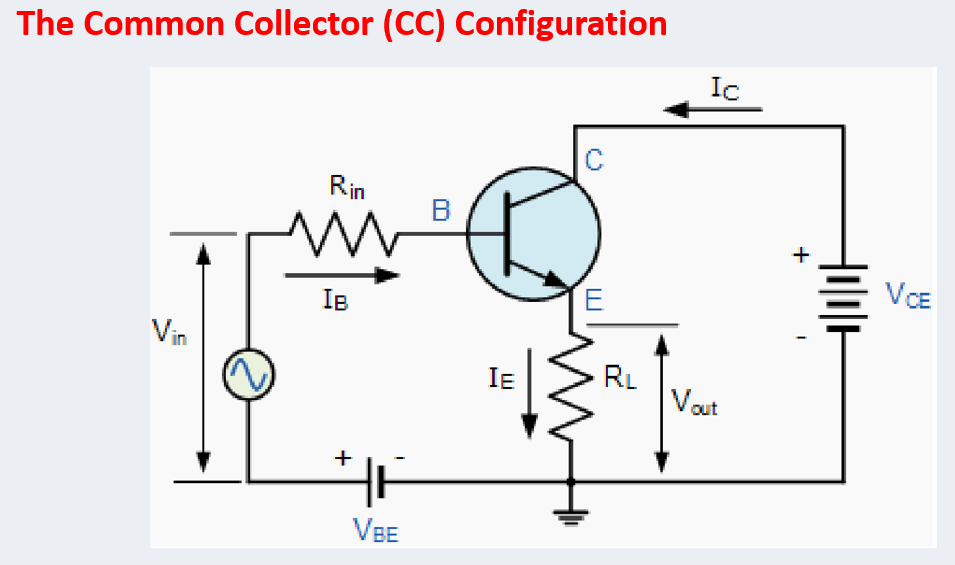 The Common Collector (CC) Configuration
IC
C
Rin
B
+
IB
E
VCE
Vin
-
IE
RL
Vout
+ -
VBE